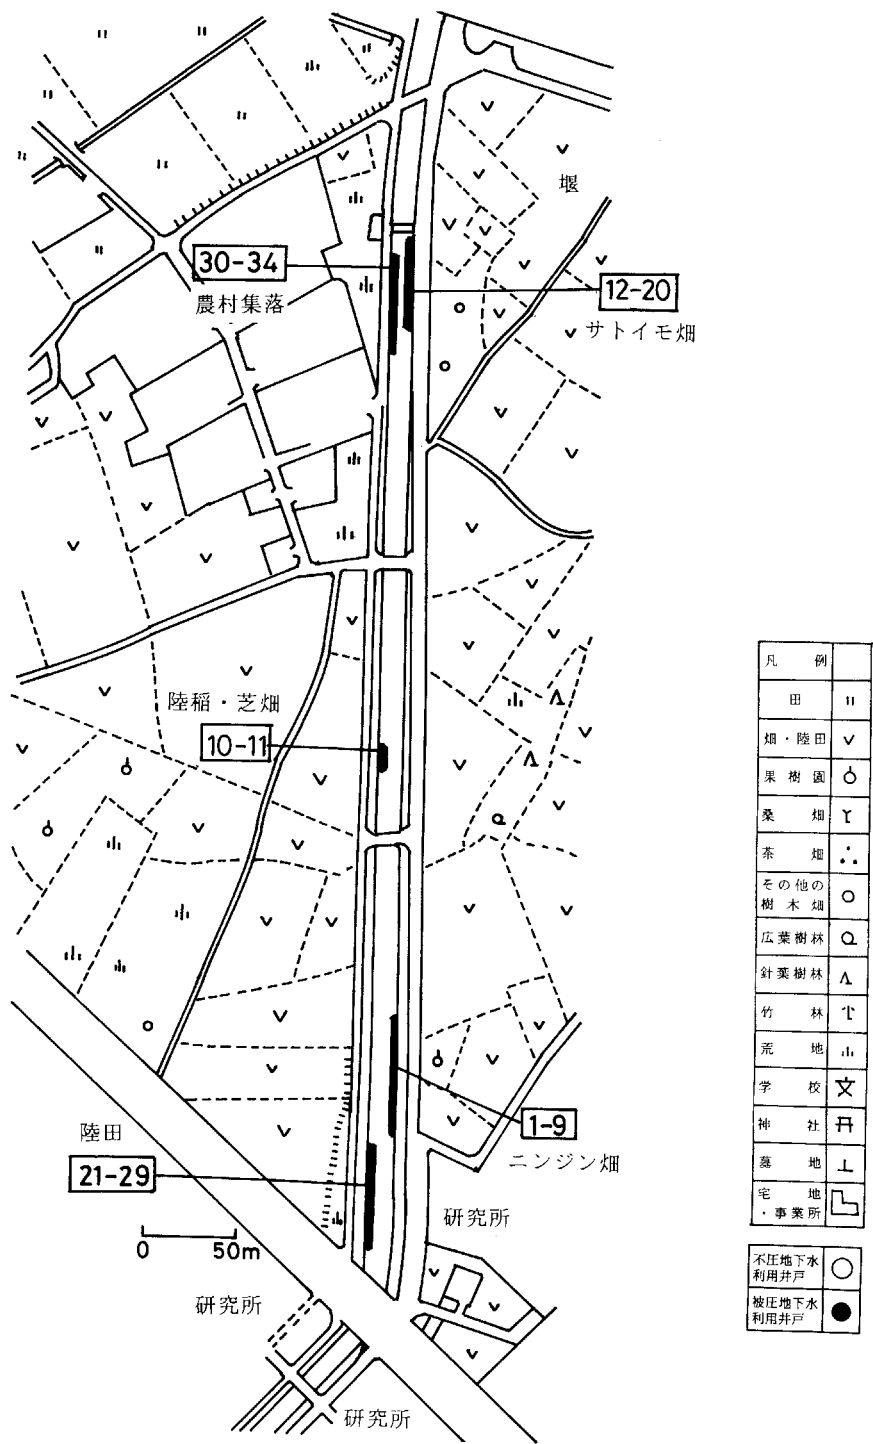 堰
30-34
農村集落
12-20
サトイモ畑
陸稲・芝畑
10-11
1-9
ニンジン畑
陸田
21-29
研究所
0 50m
研究所
研究所
凡例
田
畑・陸田
果樹園
桑畑
茶畑
その他の
樹木畑
広葉樹林
針葉樹林
竹林
荒地
学校
神社
墓地
宅地
・事業所
不圧地下水
利用井戸
被圧地下水
利用井戸